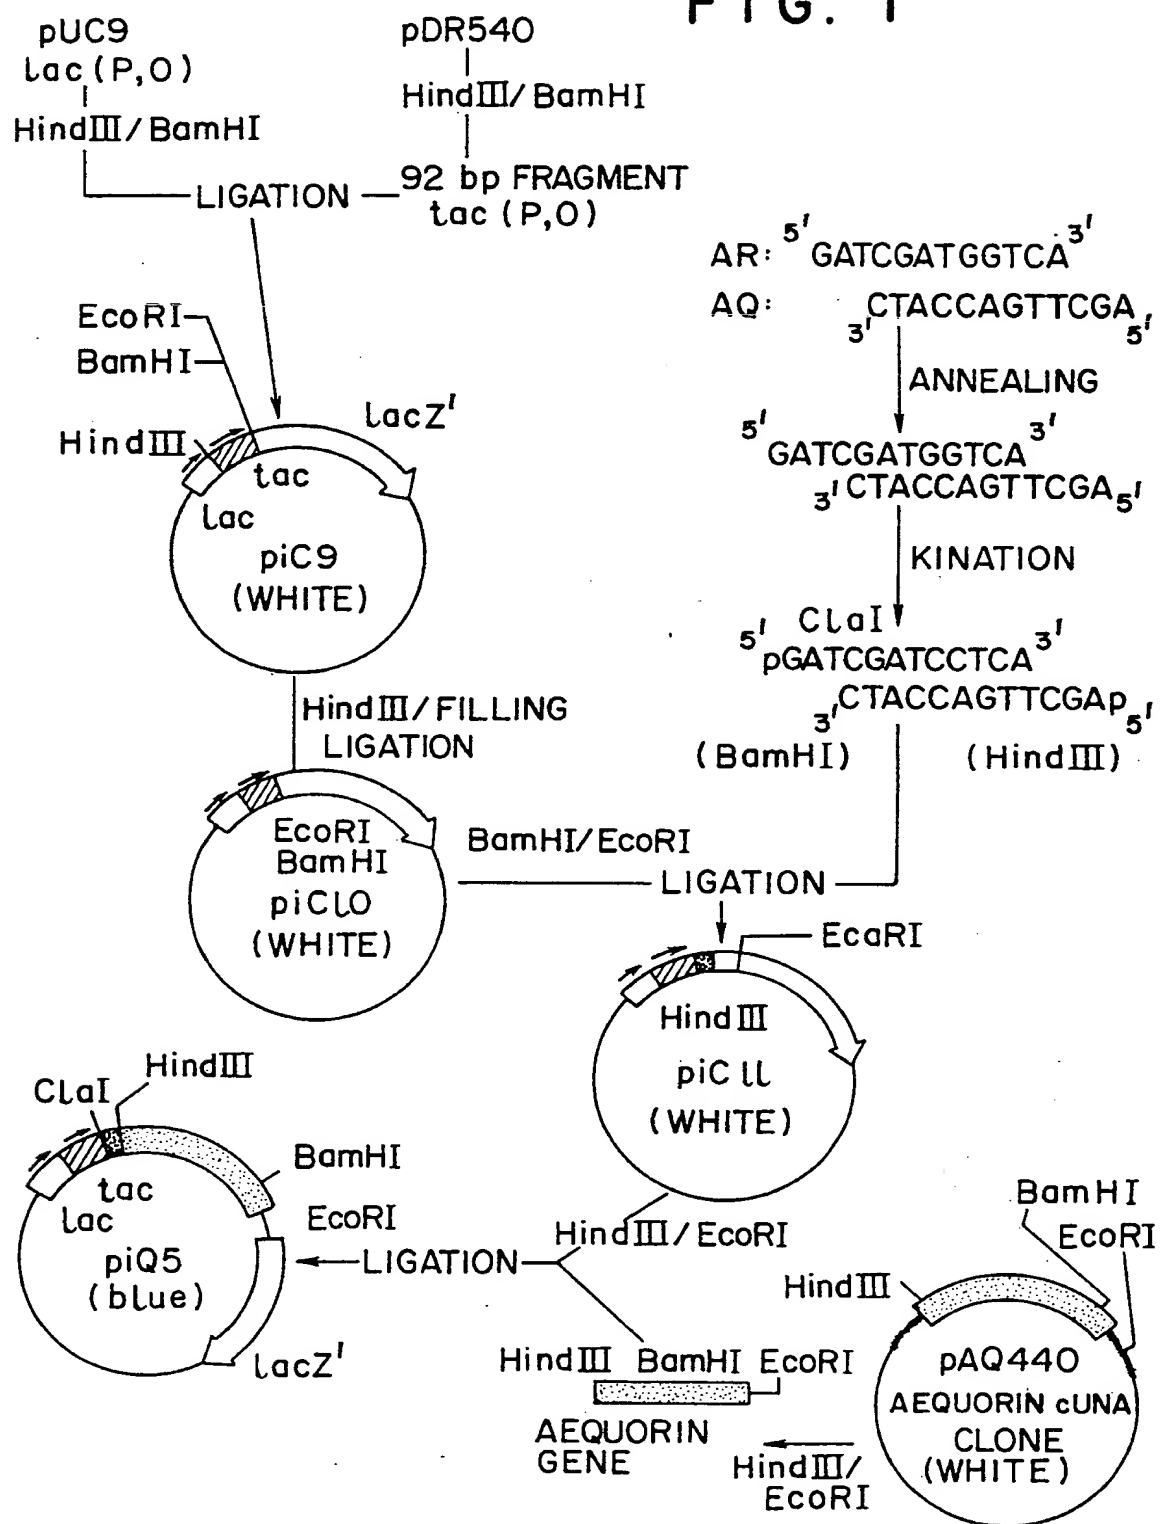 FIG. 1
pUC9
lac (P,O)
HindIII/BamHI
pDR540
HindIII/BamHI
92 bp FRAGMENT
tac (P,O)
LIGATION
AR: 5' GATCGATGGTCA 3'
AQ: 3' CTACCAGTTCGA 5'
ANNEALING
5' GATCGATGGTCA 3'
3' CTACCAGTTCGA 5'
KINATION
ClaI
5' pGATCGATCCTCA 3'
3' CTACCAGTTCGAp 5'
(BamHI) (HindIII)
EcoRI
BamHI
HindIII
lacZ'
tac
lac
piC9
(WHITE)
HindIII/FILLING
LIGATION
EcoRI
BamHI
piCl0
(WHITE)
BamHI/EcoRI
LIGATION
EcaRI
HindIII
piC ll
(WHITE)
HindIII/EcoRI
LIGATION
ClaI
HindIII
BamHI
tac
lac
EcoRI
piQ5
(blue)
lacZ'
HindIII BamHI EcoRI
AEQUORIN
GENE
HindIII/
EcoRI
BamHI
EcoRI
HindIII
pAQ440
AEQUORIN cUNA
CLONE
(WHITE)